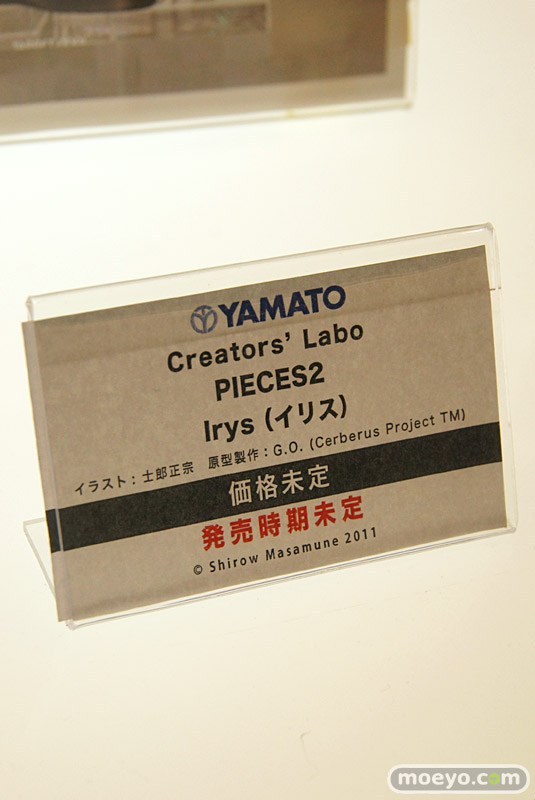 YAMATO
Creators' Labo
PIECES2
Irys (イリス)
イラスト：士郎正宗　原型製作：G.O. (Cerberus Project TM)
価格未定
発売時期未定
© Shirow Masamune 2011
moeyo.com